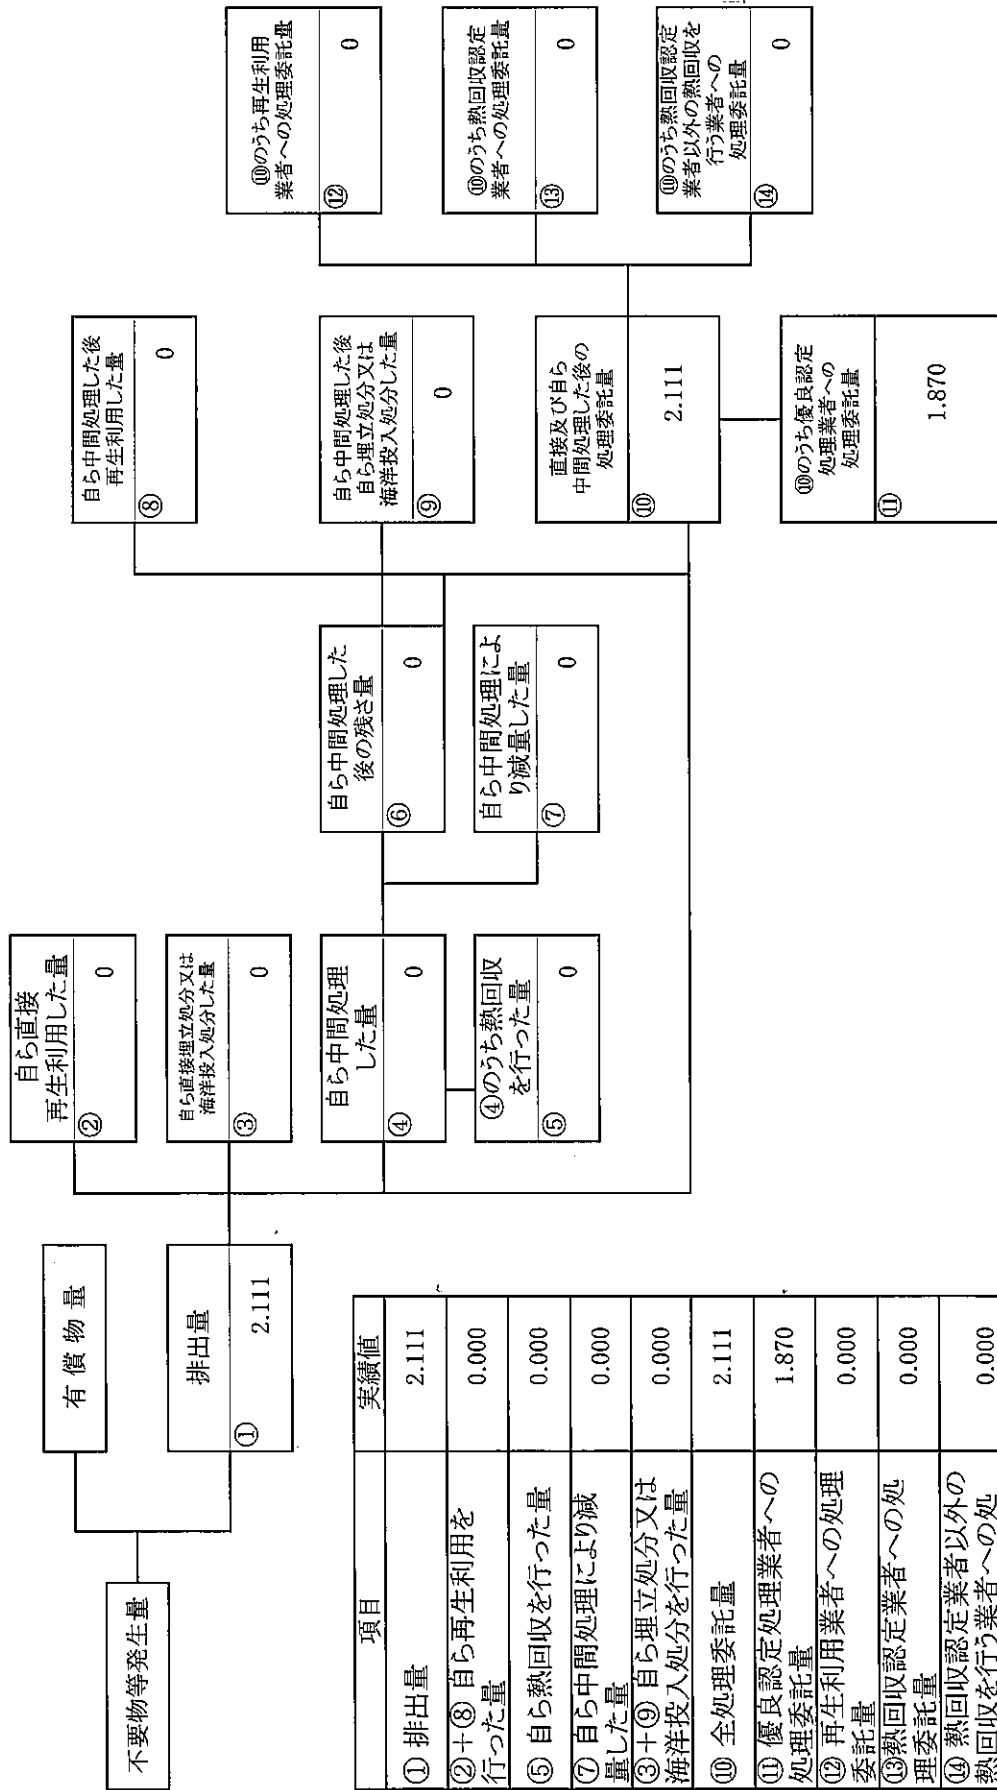 不要物等発生量
有償物量
排出量
①
2.111
自ら直接
再生利用した量
②
0
自ら直接埋立処分又は
海洋投入処分した量
③
0
自ら中間処理
した量
④
0
④のうち熱回収
を行った量
⑤
0
自ら中間処理した
後の残さ量
⑥
0
自ら中間処理によ
り減量した量
⑦
0
自ら中間処理した後
再生利用した量
⑧
0
自ら中間処理した後
自ら埋立処分又は
海洋投入処分した量
⑨
0
直接及び自ら
中間処理した後の
処理委託量
⑩
2.111
⑩のうち優良認定
処理業者への
処理委託量
⑪
1.870
⑩のうち再生利用
業者への処理委託量
⑫
0
⑩のうち熱回収認定
業者への処理委託量
⑬
0
⑩のうち熱回収認定
業者以外の熱回収を
行う業者への
処理委託量
⑭
0
項目 実績値
① 排出量 2.111
②+⑧ 自ら再生利用を
行った量 0.000
⑤ 自ら熱回収を行った量 0.000
⑦ 自ら中間処理により減
量した量 0.000
③+⑨ 自ら埋立処分又は
海洋投入処分を行った量 0.000
⑩ 全処理委託量 2.111
⑪ 優良認定処理業者への
処理委託量 1.870
⑫ 再生利用業者への処理
委託量 0.000
⑬熱回収認定業者への処
理委託量 0.000
⑭ 熱回収認定業者以外の
熱回収を行う業者への処 0.000